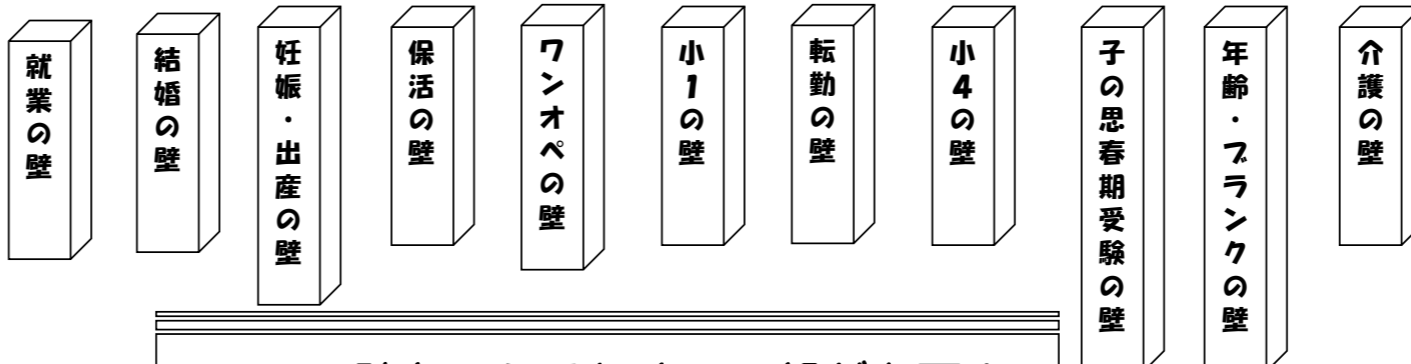 就業の壁
結婚の壁
妊娠・出産の壁
保活の壁
ワンオペの壁
小1の壁
転勤の壁
小4の壁
子の思春期受験の壁
年齢・ブランクの壁
介護の壁